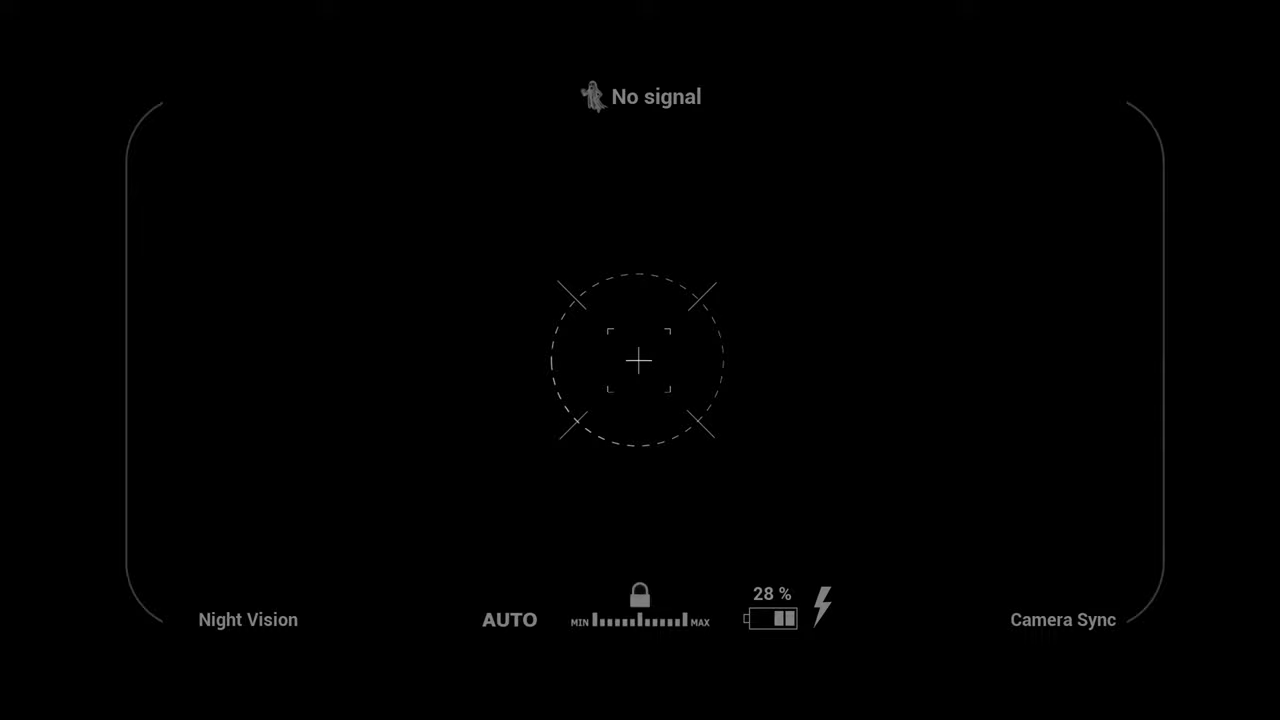 No signal
28 %
Night Vision
AUTO
MIN
MAX
Camera Sync